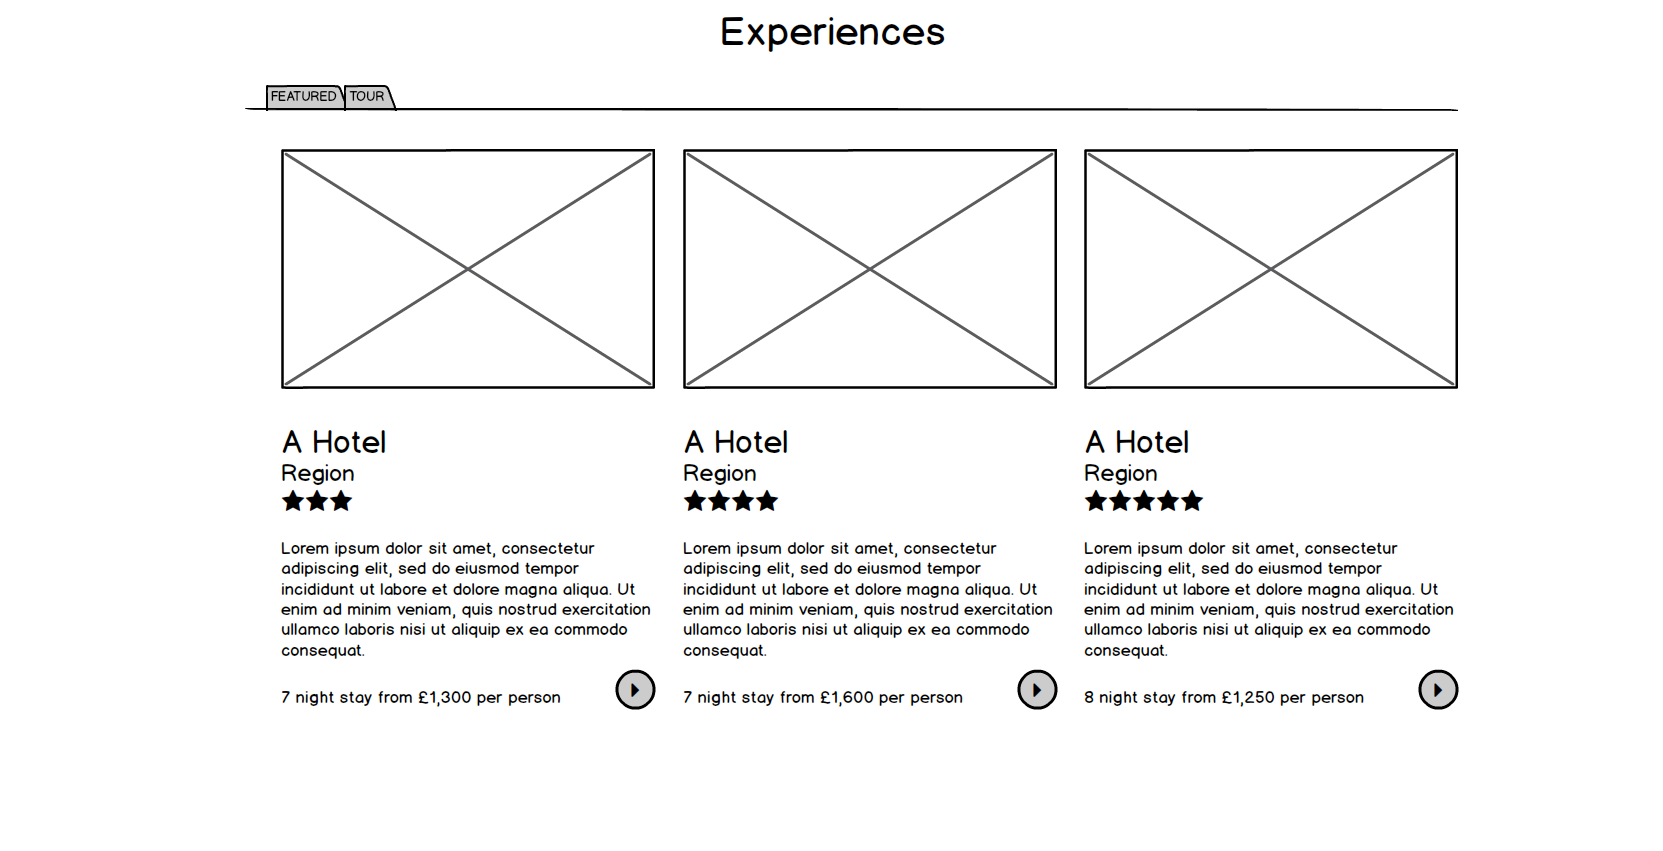 Experiences
FEATURED TOUR
A Hotel
Region
Lorem ipsum dolor sit amet, consectetur
adipiscing elit, sed do eiusmod tempor
incididunt ut labore et dolore magna aliqua. Ut
enim ad minim veniam, quis nostrud exercitation
ullamco laboris nisi ut aliquip ex ea commodo
consequat.
7 night stay from £1,300 per person
A Hotel
Region
Lorem ipsum dolor sit amet, consectetur
adipiscing elit, sed do eiusmod tempor
incididunt ut labore et dolore magna aliqua. Ut
enim ad minim veniam, quis nostrud exercitation
ullamco laboris nisi ut aliquip ex ea commodo
consequat.
7 night stay from £1,600 per person
A Hotel
Region
Lorem ipsum dolor sit amet, consectetur
adipiscing elit, sed do eiusmod tempor
incididunt ut labore et dolore magna aliqua. Ut
enim ad minim veniam, quis nostrud exercitation
ullamco laboris nisi ut aliquip ex ea commodo
consequat.
8 night stay from £1,250 per person